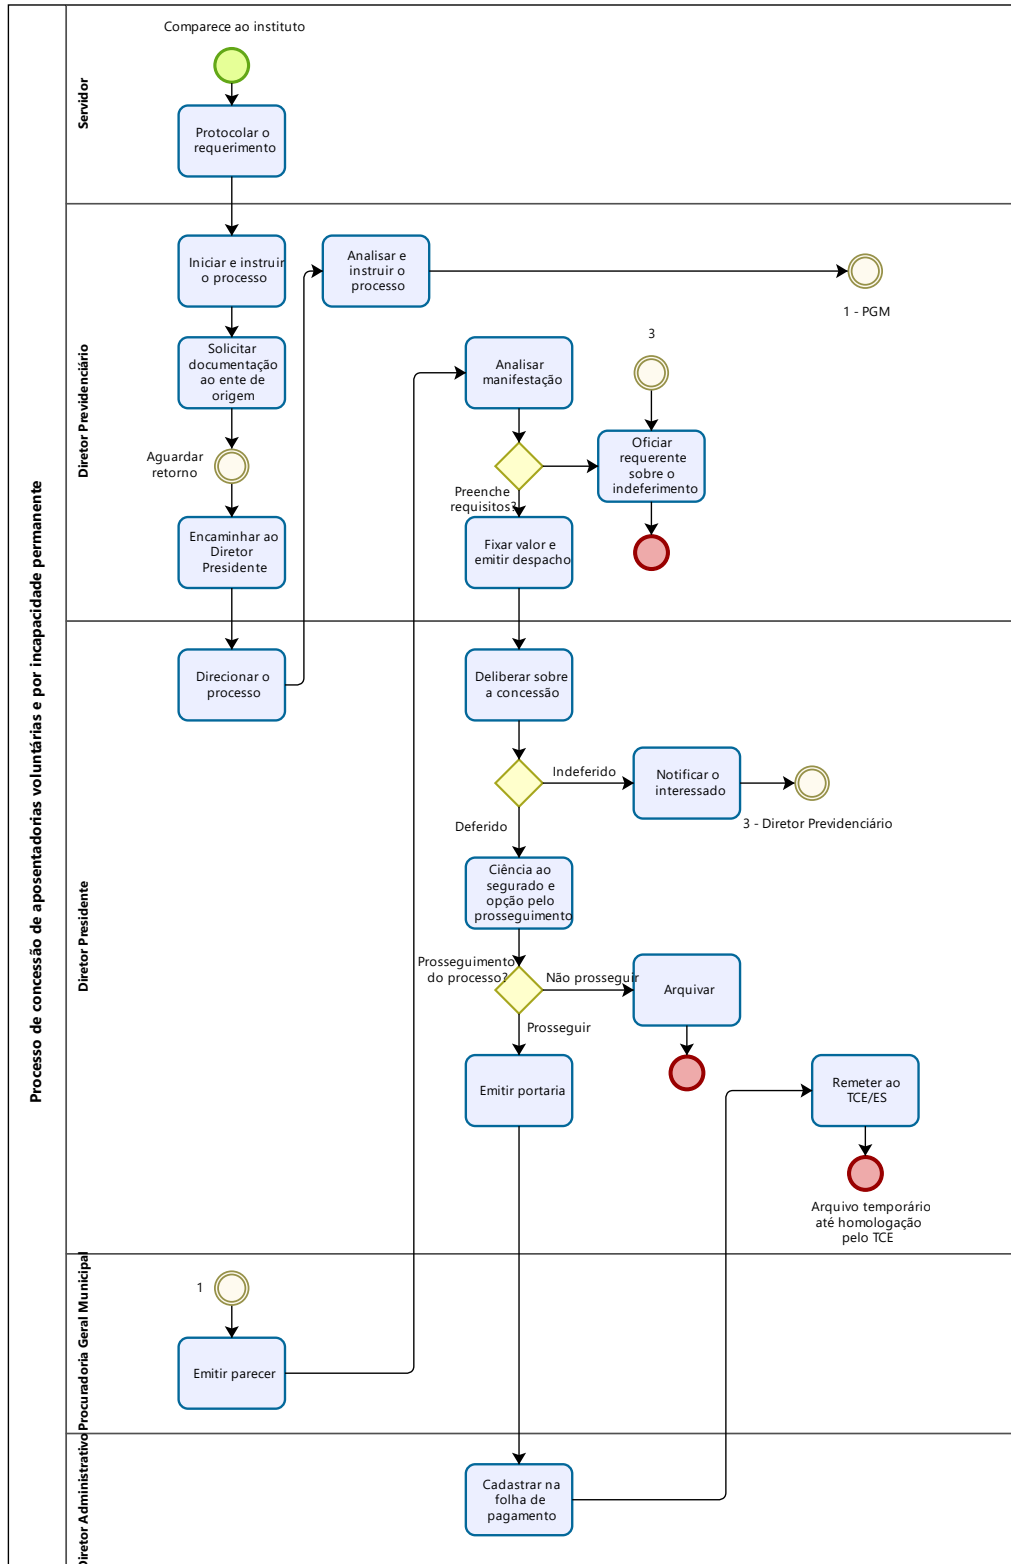 Processo de concessão de aposentadorias voluntárias e por incapacidade permanente
Servidor
Comparece ao instituto
Protocolar o
requerimento
Diretor Previdenciário
Iniciar e instruir
o processo
Analisar e
instruir o
processo
1 - PGM
Solicitar
documentação
ao ente de
origem
Analisar
manifestação
3
Aguardar
retorno
Oficiar
requerente
sobre o
indeferimento
Preenche
requisitos?
Encaminhar ao
Diretor
Presidente
Fixar valor e
emitir despacho
Diretor Presidente
Direcionar o
processo
Deliberar sobre
a concessão
Indeferido
Notificar o
interessado
3 - Diretor Previdenciário
Deferido
Ciência ao
segurado e
opção pelo
prosseguimento
Prosseguimento
do processo?
Não prosseguir
Arquivar
Prosseguir
Emitir portaria
Remeter ao
TCE/ES
Arquivo temporário
até homologação
pelo TCE
Procuradoria Geral Municipal
1
Emitir parecer
Diretor Administrativo
Cadastrar na
folha de
pagamento